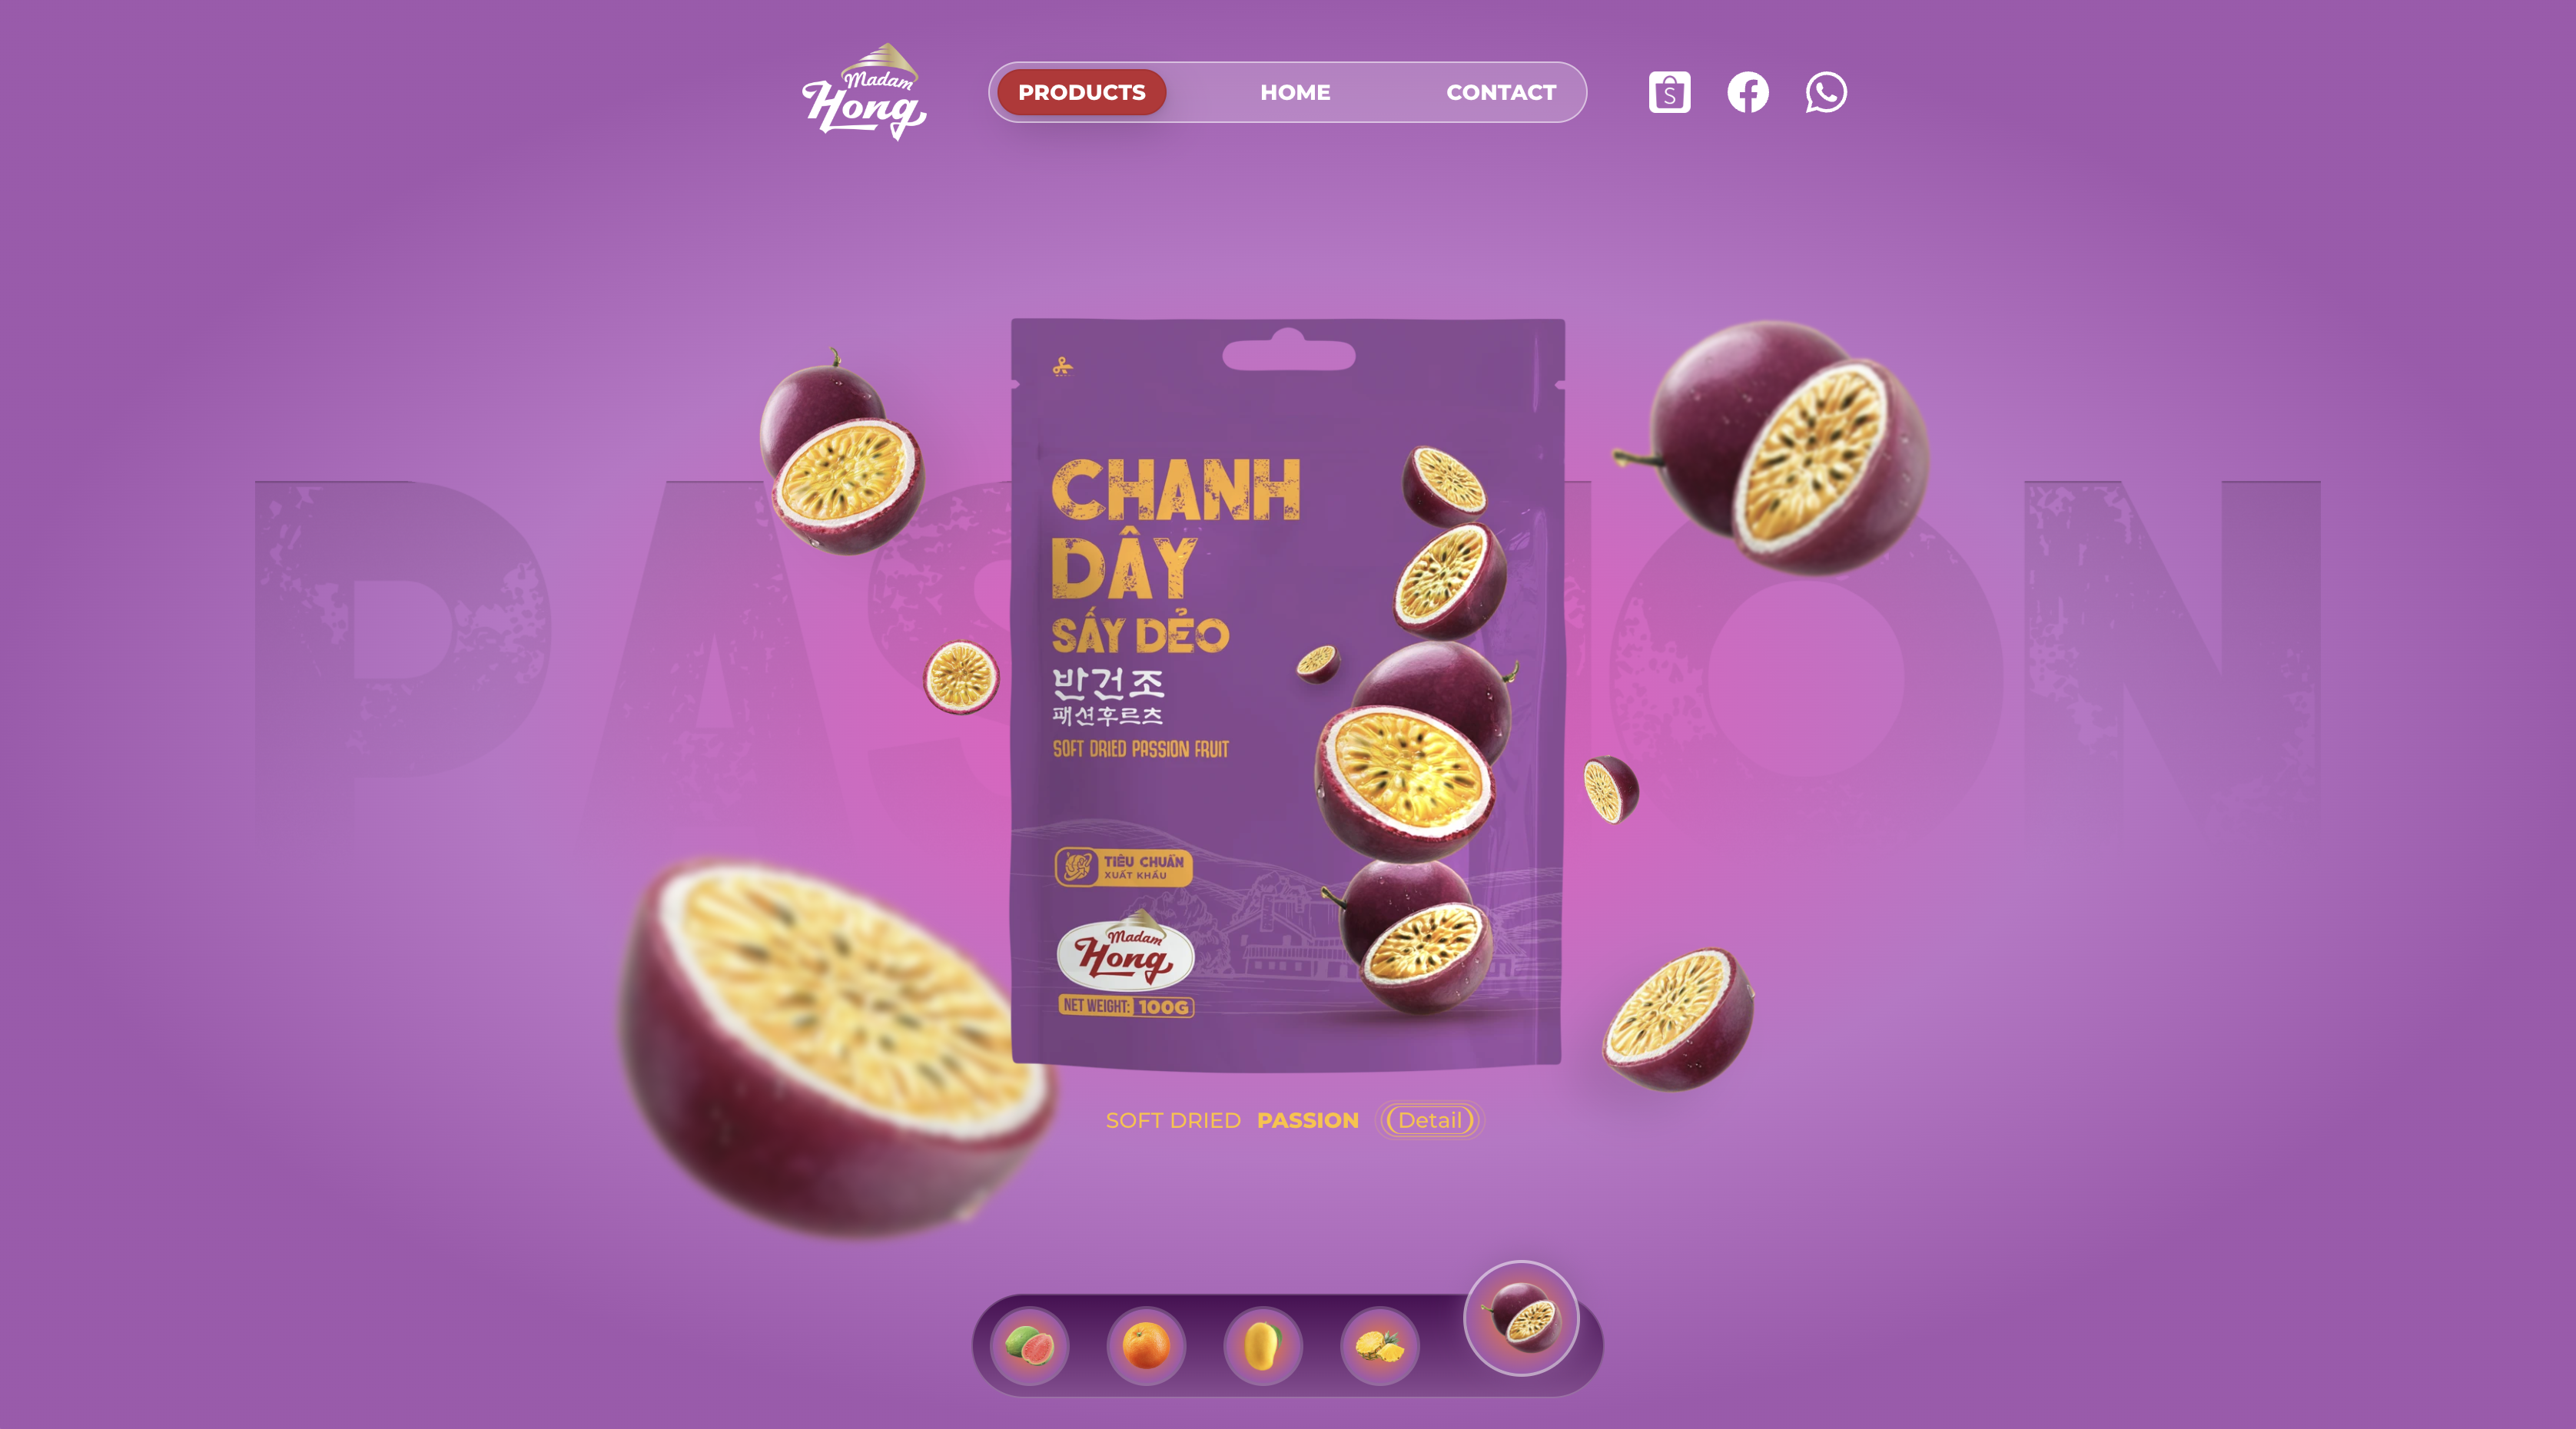 Madam
Hong
PRODUCTS
HOME
CONTACT
S
PASSION
CHANH
DÂY
SẤY DẺO
반건조
패션후르츠
SOFT DRIED PASSION FRUIT
TIÊU CHUẨN
XUẤT KHẨU
Madam
Hong
NET WEIGHT: 100G
SOFT DRIED PASSION Detail